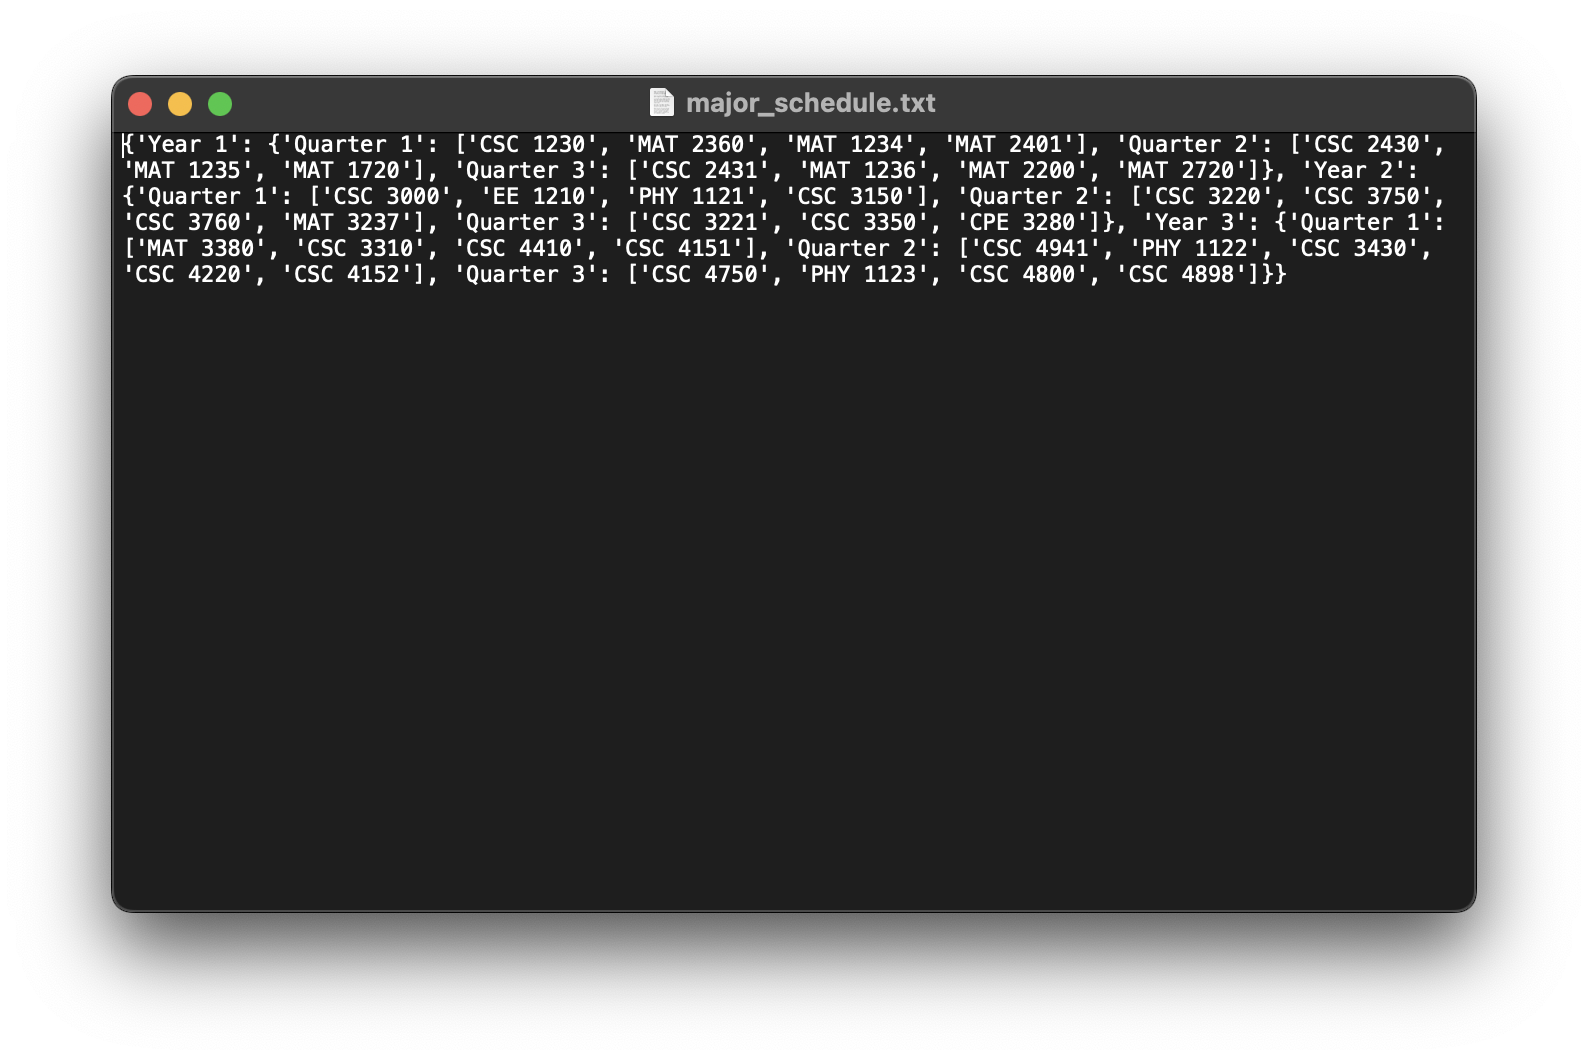 major_schedule.txt
{'Year 1': {'Quarter 1': ['CSC 1230', 'MAT 2360', 'MAT 1234', 'MAT 2401'], 'Quarter 2': ['CSC 2430',
'MAT 1235', 'MAT 1720'], 'Quarter 3': ['CSC 2431', 'MAT 1236', 'MAT 2200', 'MAT 2720']}, 'Year 2':
{'Quarter 1': ['CSC 3000', 'EE 1210', 'PHY 1121', 'CSC 3150'], 'Quarter 2': ['CSC 3220', 'CSC 3750',
'CSC 3760', 'MAT 3237'], 'Quarter 3': ['CSC 3221', 'CSC 3350', 'CPE 3280']}, 'Year 3': {'Quarter 1':
['MAT 3380', 'CSC 3310', 'CSC 4410', 'CSC 4151'], 'Quarter 2': ['CSC 4941', 'PHY 1122', 'CSC 3430',
'CSC 4220', 'CSC 4152'], 'Quarter 3': ['CSC 4750', 'PHY 1123', 'CSC 4800', 'CSC 4898']}}